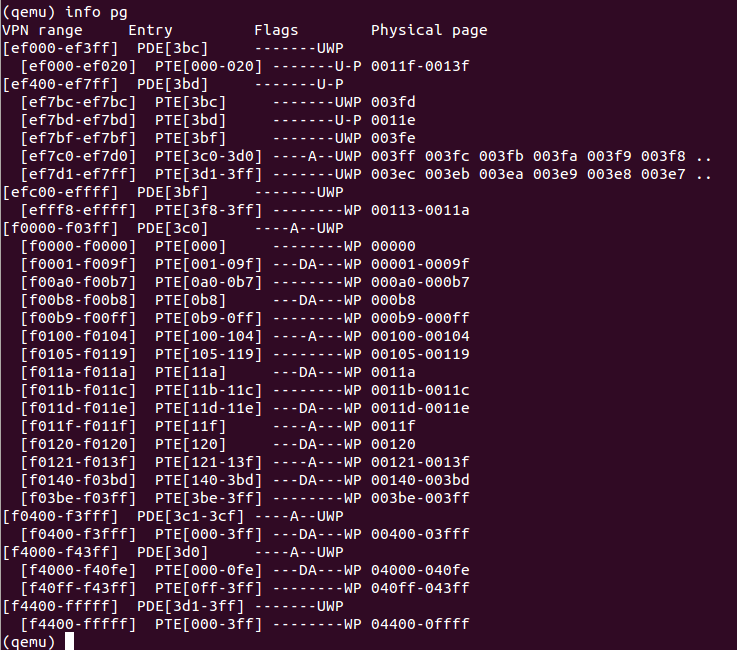 (qemu) info pg
VPN range     Entry         Flags        Physical page
[ef000-ef3ff]  PDE[3bc]     -------UWP
  [ef000-ef020]  PTE[000-020] -------U-P 0011f-0013f
[ef400-ef7ff]  PDE[3bd]     -------U-P
  [ef7bc-ef7bc]  PTE[3bc]     -------UWP 003fd
  [ef7bd-ef7bd]  PTE[3bd]     -------U-P 0011e
  [ef7bf-ef7bf]  PTE[3bf]     -------UWP 003fe
  [ef7c0-ef7d0]  PTE[3c0-3d0] ----A--UWP 003ff 003fc 003fb 003fa 003f9 003f8 ..
  [ef7d1-ef7ff]  PTE[3d1-3ff] -------UWP 003ec 003eb 003ea 003e9 003e8 003e7 ..
[efc00-effff]  PDE[3bf]     -------UWP
  [efff8-effff]  PTE[3f8-3ff] --------WP 00113-0011a
[f0000-f03ff]  PDE[3c0]     ----A--UWP
  [f0000-f0000]  PTE[000]     --------WP 00000
  [f0001-f009f]  PTE[001-09f] ---DA---WP 00001-0009f
  [f00a0-f00b7]  PTE[0a0-0b7] --------WP 000a0-000b7
  [f00b8-f00b8]  PTE[0b8]     ---DA---WP 000b8
  [f00b9-f00ff]  PTE[0b9-0ff] --------WP 000b9-000ff
  [f0100-f0104]  PTE[100-104] ----A---WP 00100-00104
  [f0105-f0119]  PTE[105-119] --------WP 00105-00119
  [f011a-f011a]  PTE[11a]     ---DA---WP 0011a
  [f011b-f011c]  PTE[11b-11c] --------WP 0011b-0011c
  [f011d-f011e]  PTE[11d-11e] ---DA---WP 0011d-0011e
  [f011f-f011f]  PTE[11f]     ----A---WP 0011f
  [f0120-f0120]  PTE[120]     ---DA---WP 00120
  [f0121-f013f]  PTE[121-13f] ----A---WP 00121-0013f
  [f0140-f03bd]  PTE[140-3bd] ---DA---WP 00140-003bd
  [f03be-f03ff]  PTE[3be-3ff] --------WP 003be-003ff
[f0400-f3fff]  PDE[3c1-3cf] ----A--UWP
  [f0400-f3fff]  PTE[000-3ff] ---DA---WP 00400-03fff
[f4000-f43ff]  PDE[3d0]     ----A--UWP
  [f4000-f40fe]  PTE[000-0fe] ---DA---WP 04000-040fe
  [f40ff-f43ff]  PTE[0ff-3ff] --------WP 040ff-043ff
[f4400-fffff]  PDE[3d1-3ff] -------UWP
  [f4400-fffff]  PTE[000-3ff] --------WP 04400-0ffff
(qemu)